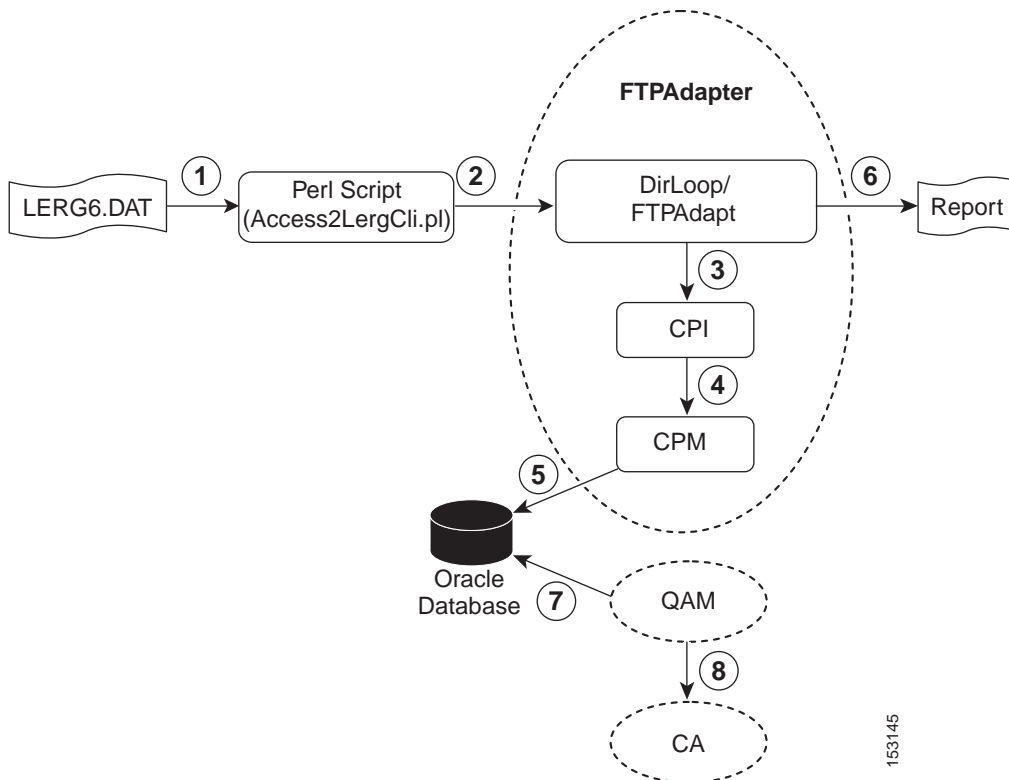 FTPAdapter
1
2
6
LERG6.DAT
Perl Script
(Access2LergCli.pl)
DirLoop/
FTPAdapt
Report
3
CPI
4
CPM
5
Oracle
Database
7
QAM
8
CA
153145